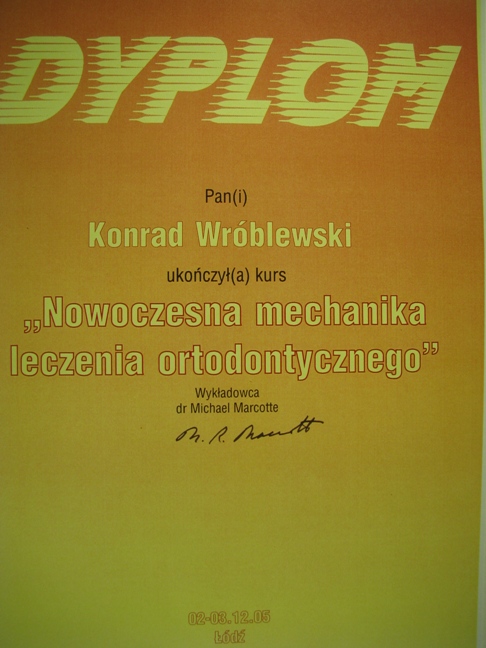 DYPLOM
Pan(i)
Konrad Wróblewski
ukończył(a) kurs
„Nowoczesna mechanika
leczenia ortodontycznego”
Wykładowca
dr Michael Marcotte
M. R. Marcotte
02-03.12.05
Łódź